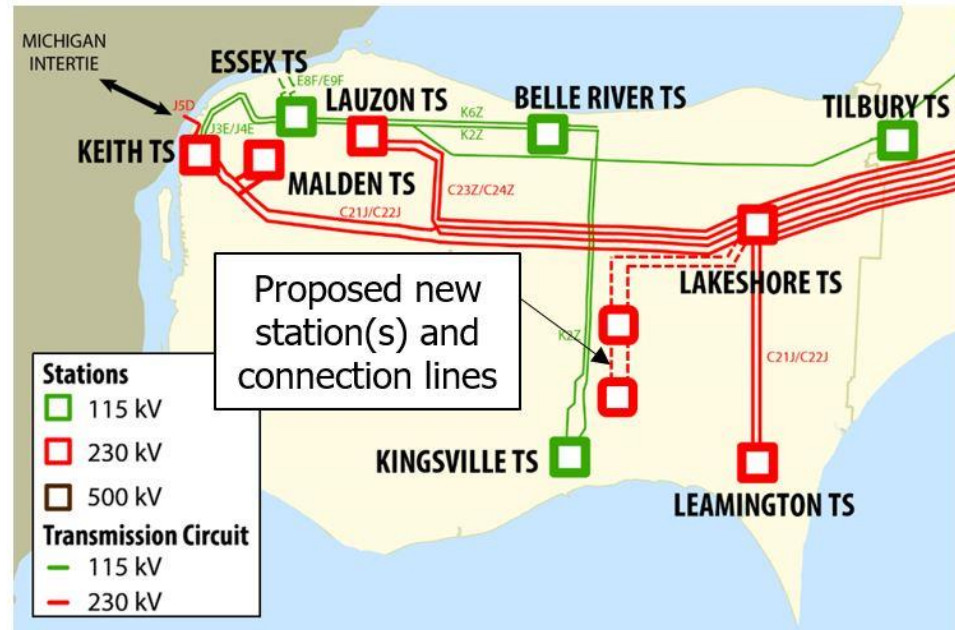 MICHIGAN
INTERTIE
ESSEX TS
E8F/E9F
LAUZON TS
K6Z
BELLE RIVER TS
TILBURY TS
J5D
J3E/J4E
K2Z
KEITH TS
MALDEN TS
C23Z/C24Z
C21J/C22J
LAKESHORE TS
Proposed new
station(s) and
connection lines
K2Z
C21J/C22J
Stations
115 kV
230 kV
500 kV
Transmission Circuit
115 kV
230 kV
KINGSVILLE TS
LEAMINGTON TS